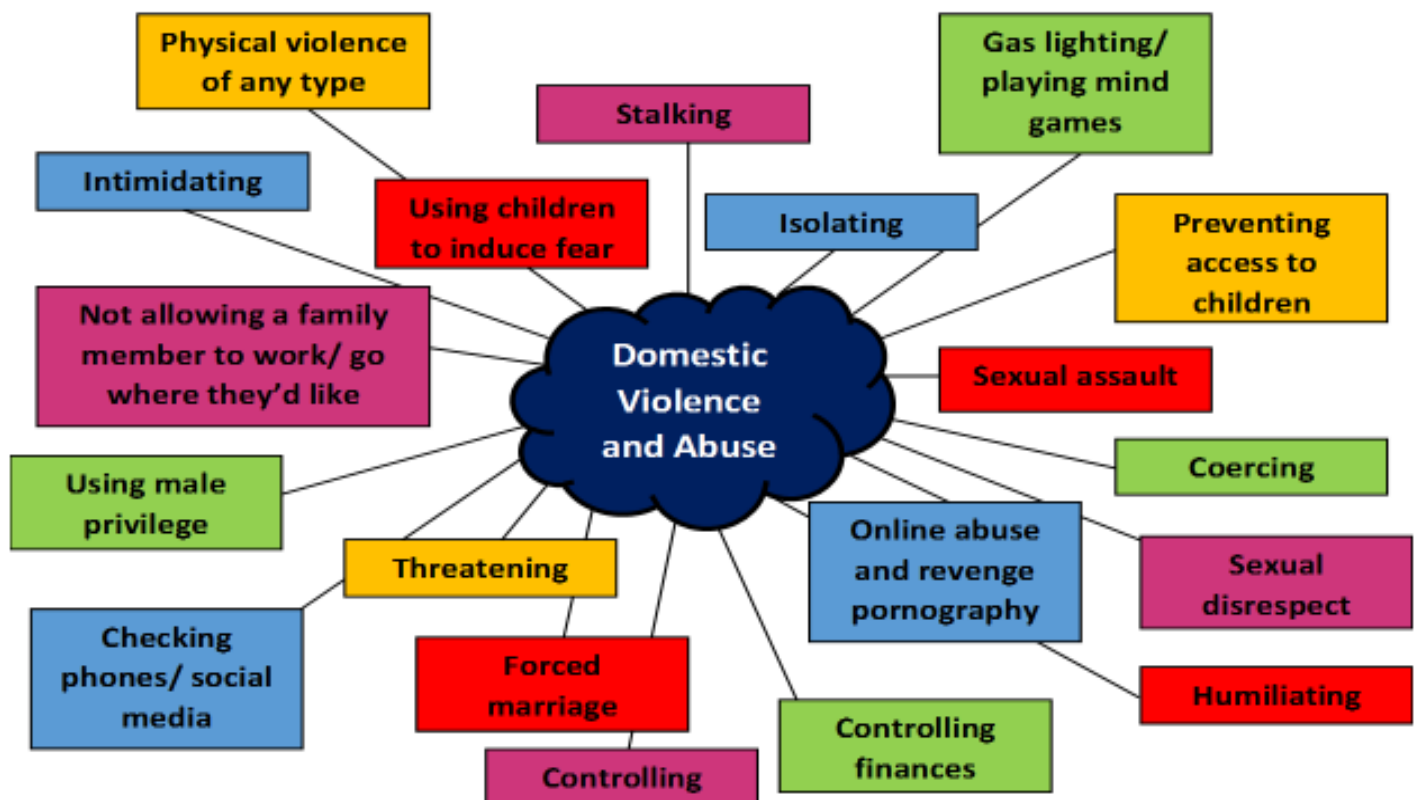 Physical violence
of any type
Stalking
Gas lighting/
playing mind
games
Intimidating
Using children
to induce fear
Isolating
Preventing
access to
children
Not allowing a family
member to work/ go
where they'd like
Domestic
Violence
and Abuse
Sexual assault
Using male
privilege
Coercing
Threatening
Online abuse
and revenge
pornography
Sexual
disrespect
Checking
phones/ social
media
Forced
marriage
Humiliating
Controlling
finances
Controlling